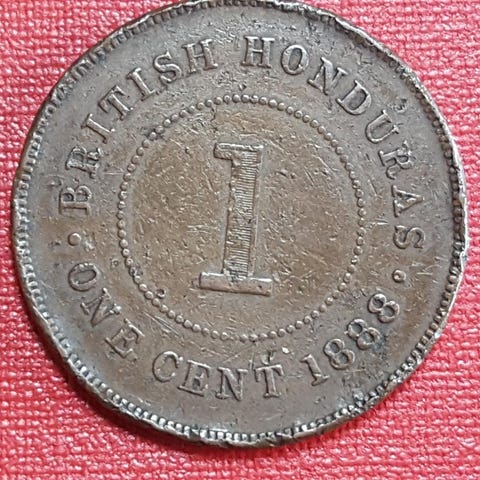 · BRITISH HONDURAS ·
1
· ONE CENT 1888 ·